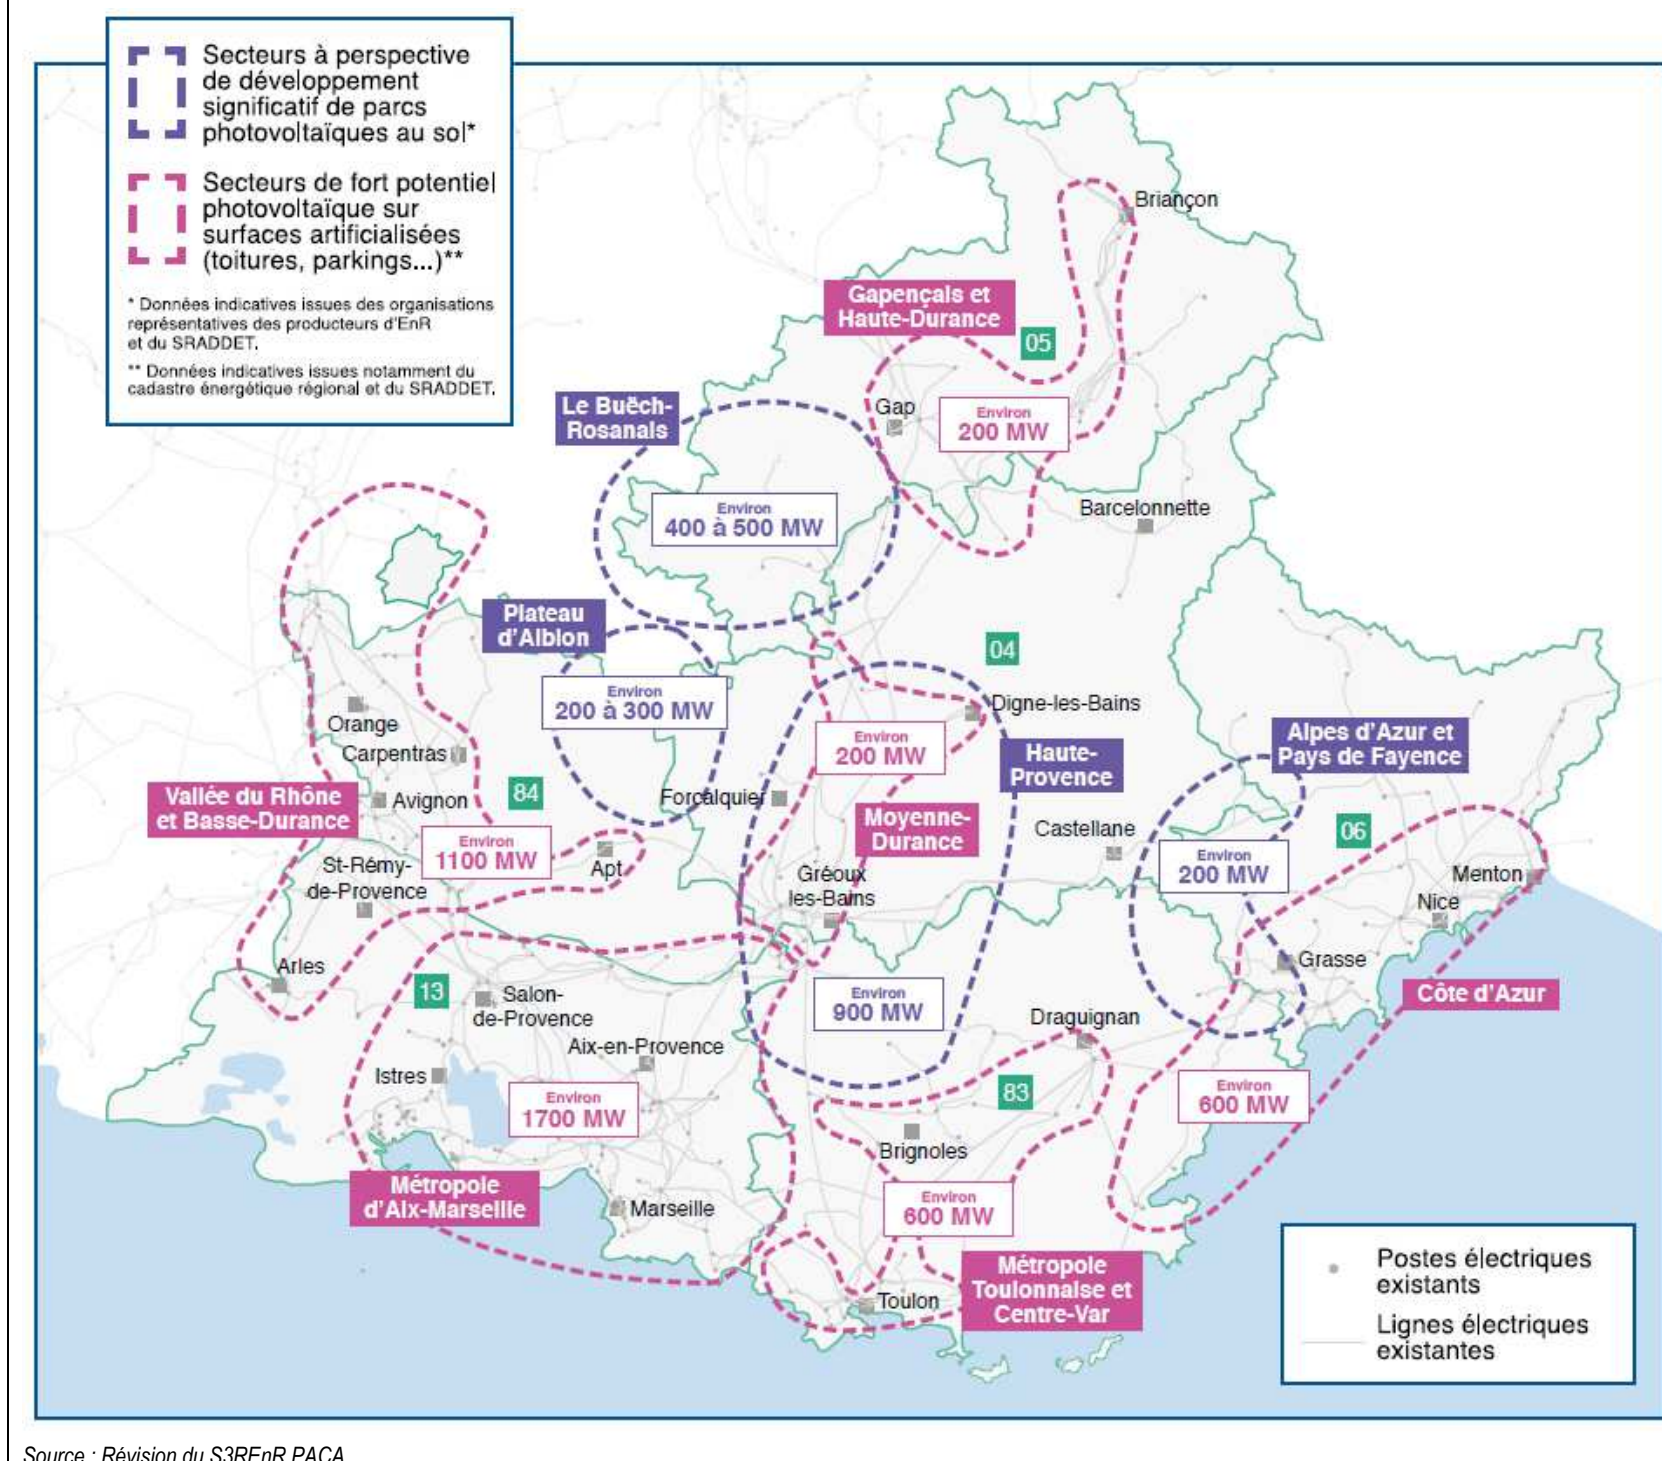 Secteurs à perspective
de développement
significatif de parcs
photovoltaïques au sol*
Secteurs de fort potentiel
photovoltaïque sur
surfaces artificialisées
(toitures, parkings...)**
* Données indicatives issues des organisations
représentatives des producteurs d'EnR
et du SRADDET.
** Données indicatives issues notamment du
cadastre énergétique régional et du SRADDET.
Briançon
Gapençais et
Haute-Durance
05
Le Buëch-
Rosanais
Gap
Environ
200 MW
Environ
400 à 500 MW
Barcelonnette
Plateau
d'Albion
04
Environ
200 à 300 MW
Digne-les-Bains
Orange
Carpentras
Environ
200 MW
Haute-
Provence
Alpes d'Azur et
Pays de Fayence
Vallée du Rhône
et Basse-Durance
Avignon
84
Forcalquier
Moyenne-
Durance
Castellane
06
Environ
1100 MW
St-Rémy-
de-Provence
Apt
Gréoux
les-Bains
Environ
200 MW
Menton
Nice
Arles
13
Salon-
de-Provence
Grasse
Côte d'Azur
Environ
900 MW
Draguignan
Aix-en-Provence
Istres
Environ
1700 MW
83
Environ
600 MW
Brignoles
Métropole
d'Aix-Marseille
Marseille
Environ
600 MW
Métropole
Toulonnaise et
Centre-Var
Toulon
Postes électriques
existants
Lignes électriques
existantes
Source : Révision du S3REnR PACA